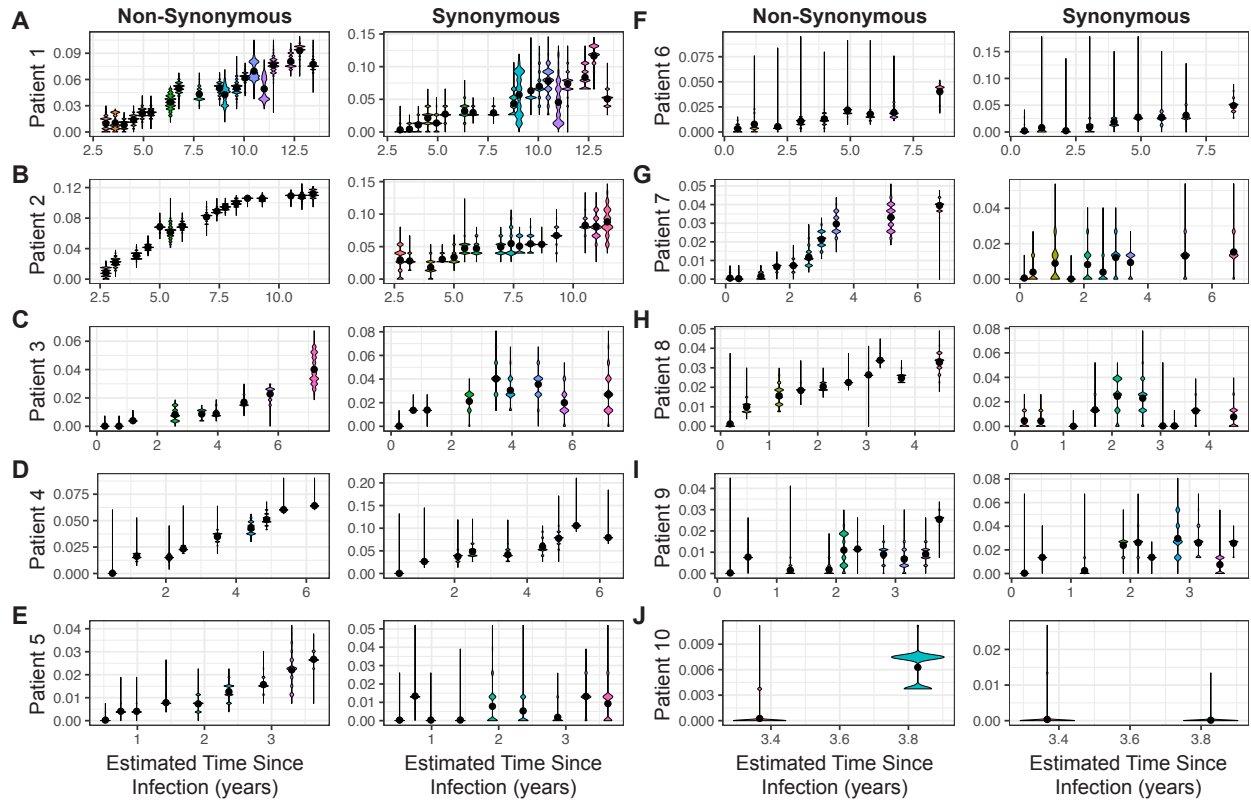 A Non-Synonymous Synonymous F Non-Synonymous Synonymous
Patient 1
0.09
0.06
0.03
0.00
2.5 5.0 7.5 10.0 12.5
0.15
0.10
0.05
0.00
2.5 5.0 7.5 10.0 12.5
Patient 6
0.075
0.050
0.025
0.000
0.0 2.5 5.0 7.5
0.15
0.10
0.05
0.00
0.0 2.5 5.0 7.5
B
Patient 2
0.12
0.08
0.04
0.00
2.5 5.0 7.5 10.0
0.15
0.10
0.05
0.00
2.5 5.0 7.5 10.0
G
Patient 7
0.05
0.04
0.03
0.02
0.01
0.00
0 2 4 6
0.04
0.02
0.00
0 2 4 6
C
Patient 3
0.06
0.04
0.02
0.00
0 2 4 6
0.08
0.06
0.04
0.02
0.00
0 2 4 6
H
Patient 8
0.05
0.04
0.03
0.02
0.01
0.00
0 1 2 3 4
0.08
0.06
0.04
0.02
0.00
0 1 2 3 4
D
Patient 4
0.075
0.050
0.025
0.000
2 4 6
0.20
0.15
0.10
0.05
0.00
2 4 6
I
Patient 9
0.04
0.03
0.02
0.01
0.00
1 2 3
0.08
0.06
0.04
0.02
0.00
1 2 3
E
Patient 5
0.04
0.03
0.02
0.01
0.00
1 2 3
0.05
0.04
0.03
0.02
0.01
0.00
1 2 3
J
Patient 10
0.009
0.006
0.003
0.000
3.4 3.6 3.8
0.02
0.01
0.00
3.4 3.6 3.8
Estimated Time Since
Infection (years)
Estimated Time Since
Infection (years)
Estimated Time Since
Infection (years)
Estimated Time Since
Infection (years)